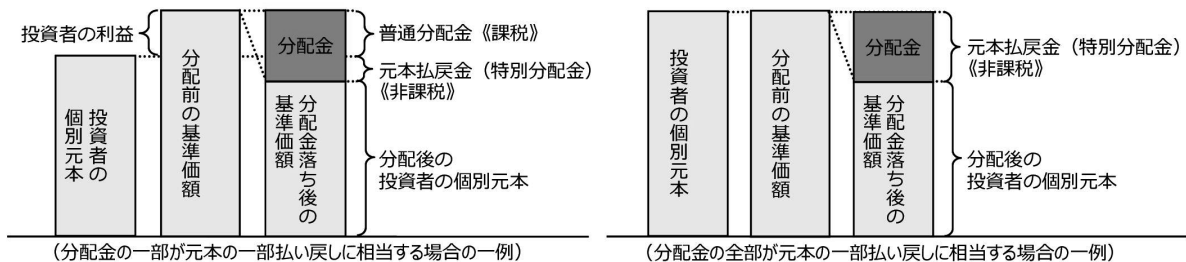 投資者の利益
投資者の
個別元本
分配前の基準価額
分配金
分配金落ち後の
基準価額
普通分配金《課税》
元本払戻金（特別分配金）
《非課税》
分配後の
投資者の個別元本
（分配金の一部が元本の一部払い戻しに相当する場合の一例）
投資者の個別元本
分配前の基準価額
分配金
分配金落ち後の
基準価額
元本払戻金（特別分配金）
《非課税》
分配後の
投資者の個別元本
（分配金の全部が元本の一部払い戻しに相当する場合の一例）